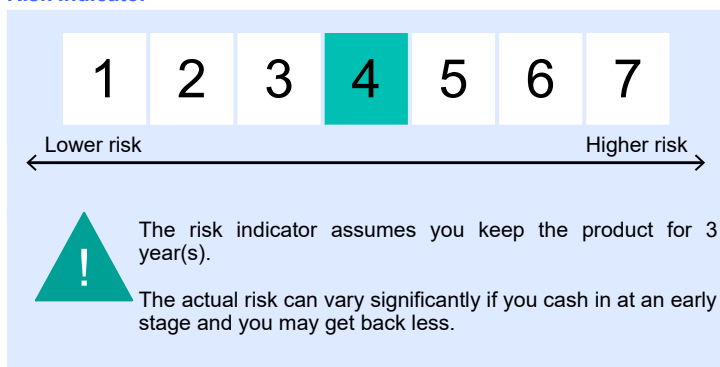 1 2 3 4 5 6 7
Lower risk Higher risk
!
The risk indicator assumes you keep the product for 3
year(s).
The actual risk can vary significantly if you cash in at an early
stage and you may get back less.